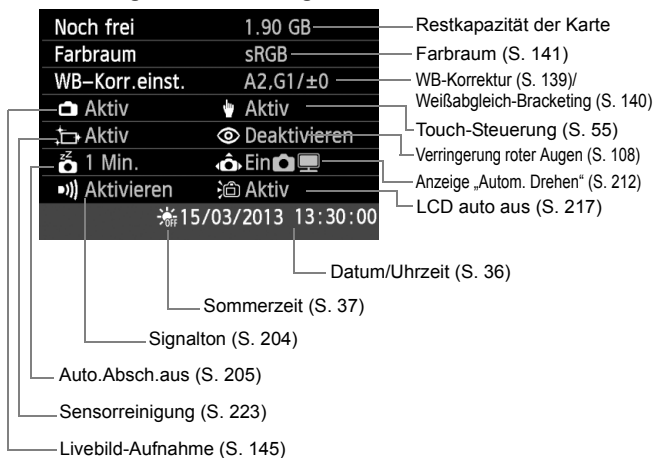 Noch frei 1.90 GB
Restkapazität der Karte
Farbraum sRGB
Farbraum (S. 141)
WB–Korr.einst. A2,G1/±0
WB-Korrektur (S. 139)/
Weißabgleich-Bracketing (S. 140)
Aktiv Aktiv
Touch-Steuerung (S. 55)
Aktiv Deaktivieren
Verringerung roter Augen (S. 108)
1 Min. Ein
Anzeige „Autom. Drehen“ (S. 212)
Aktivieren Aktiv
LCD auto aus (S. 217)
OFF 15/03/2013 13:30:00
Datum/Uhrzeit (S. 36)
Sommerzeit (S. 37)
Signalton (S. 204)
Auto.Absch.aus (S. 205)
Sensorreinigung (S. 223)
Livebild-Aufnahme (S. 145)